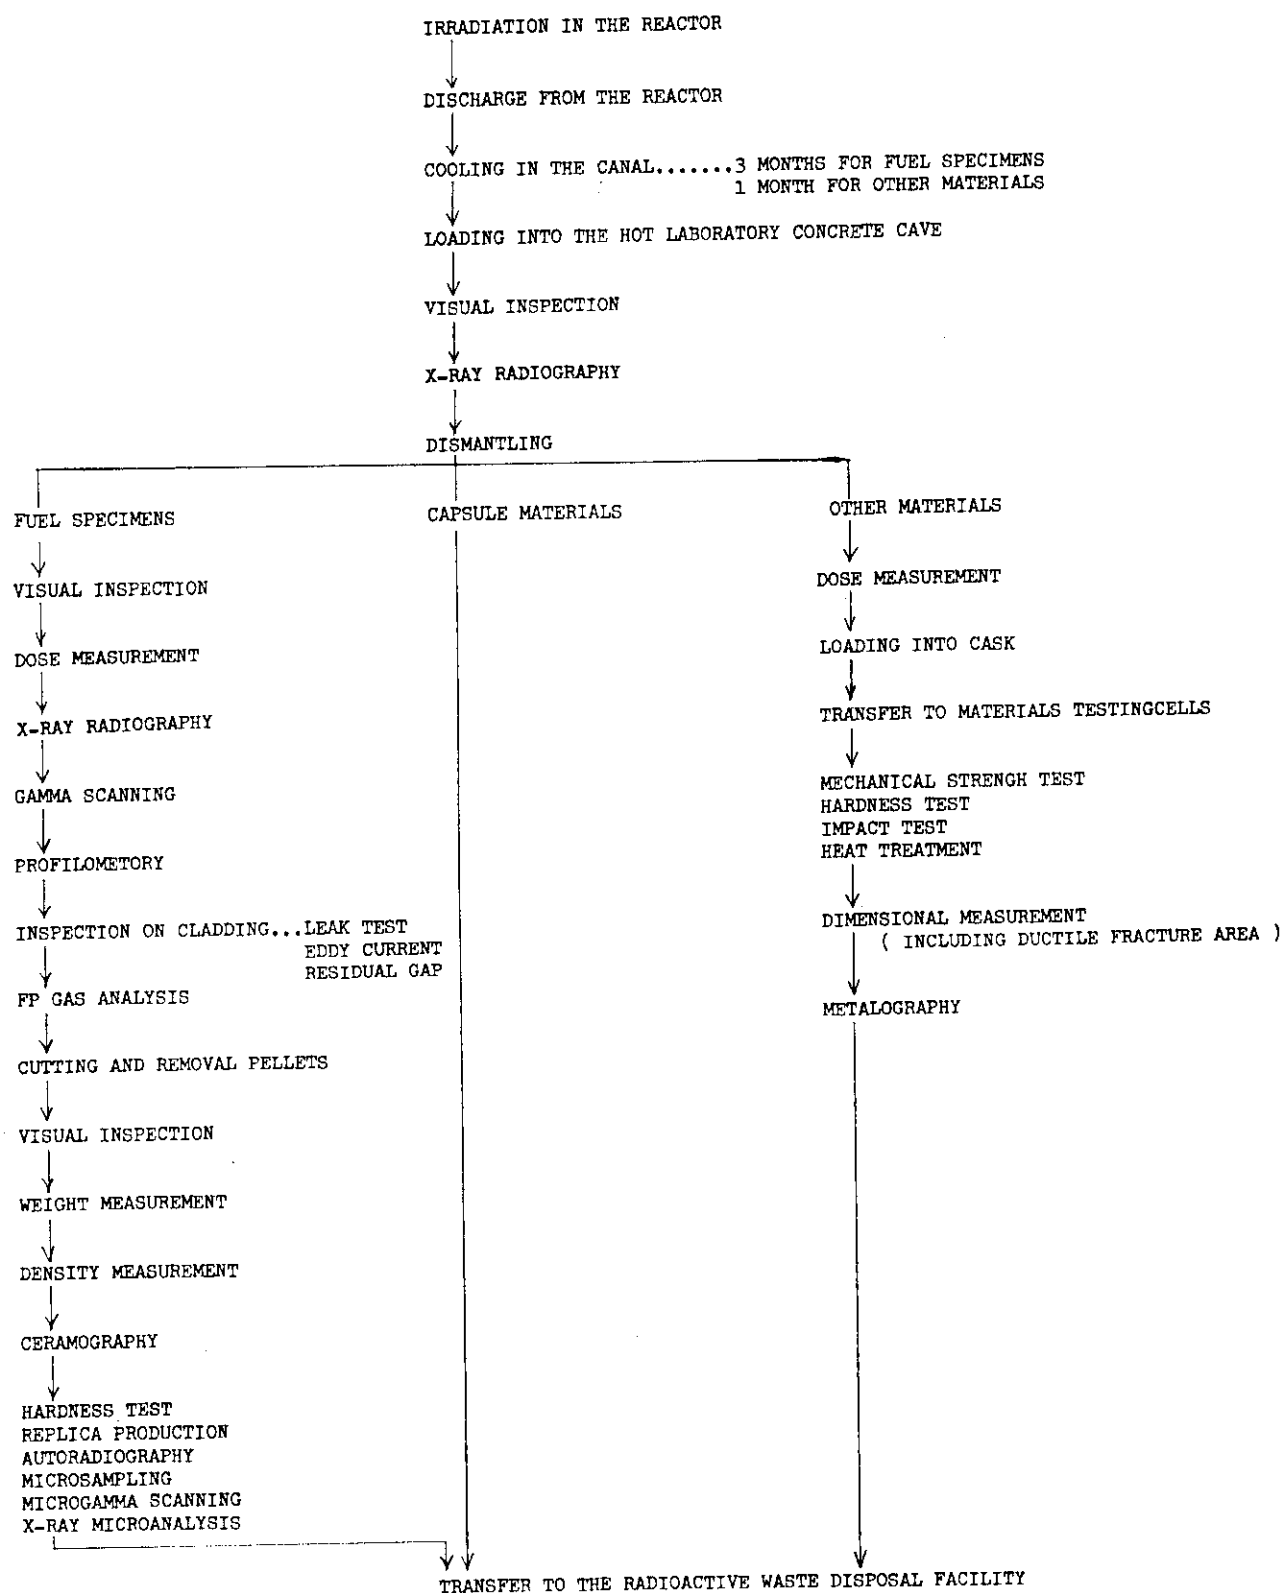 IRRADIATION IN THE REACTOR
DISCHARGE FROM THE REACTOR
COOLING IN THE CANAL.......3 MONTHS FOR FUEL SPECIMENS
1 MONTH FOR OTHER MATERIALS
LOADING INTO THE HOT LABORATORY CONCRETE CAVE
VISUAL INSPECTION
X-RAY RADIOGRAPHY
DISMANTLING
FUEL SPECIMENS
VISUAL INSPECTION
DOSE MEASUREMENT
X-RAY RADIOGRAPHY
GAMMA SCANNING
PROFILOMETORY
INSPECTION ON CLADDING...LEAK TEST
EDDY CURRENT
RESIDUAL GAP
FP GAS ANALYSIS
CUTTING AND REMOVAL PELLETS
VISUAL INSPECTION
WEIGHT MEASUREMENT
DENSITY MEASUREMENT
CERAMOGRAPHY
HARDNESS TEST
REPLICA PRODUCTION
AUTORADIOGRAPHY
MICROSAMPLING
MICROGAMMA SCANNING
X-RAY MICROANALYSIS
CAPSULE MATERIALS
OTHER MATERIALS
DOSE MEASUREMENT
LOADING INTO CASK
TRANSFER TO MATERIALS TESTINGCELLS
MECHANICAL STRENGH TEST
HARDNESS TEST
IMPACT TEST
HEAT TREATMENT
DIMENSIONAL MEASUREMENT
( INCLUDING DUCTILE FRACTURE AREA )
METALOGRAPHY
TRANSFER TO THE RADIOACTIVE WASTE DISPOSAL FACILITY